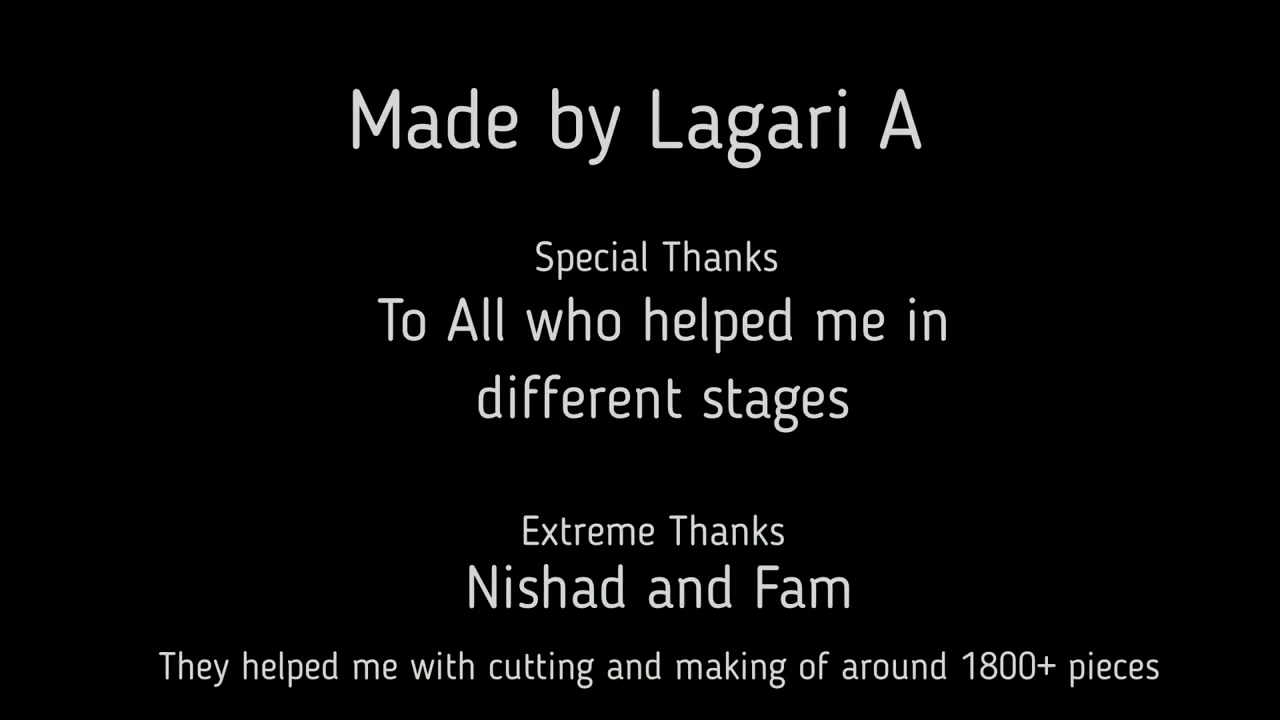 Made by Lagari A
Special Thanks
To All who helped me in
different stages
Extreme Thanks
Nishad and Fam
They helped me with cutting and making of around 1800+ pieces